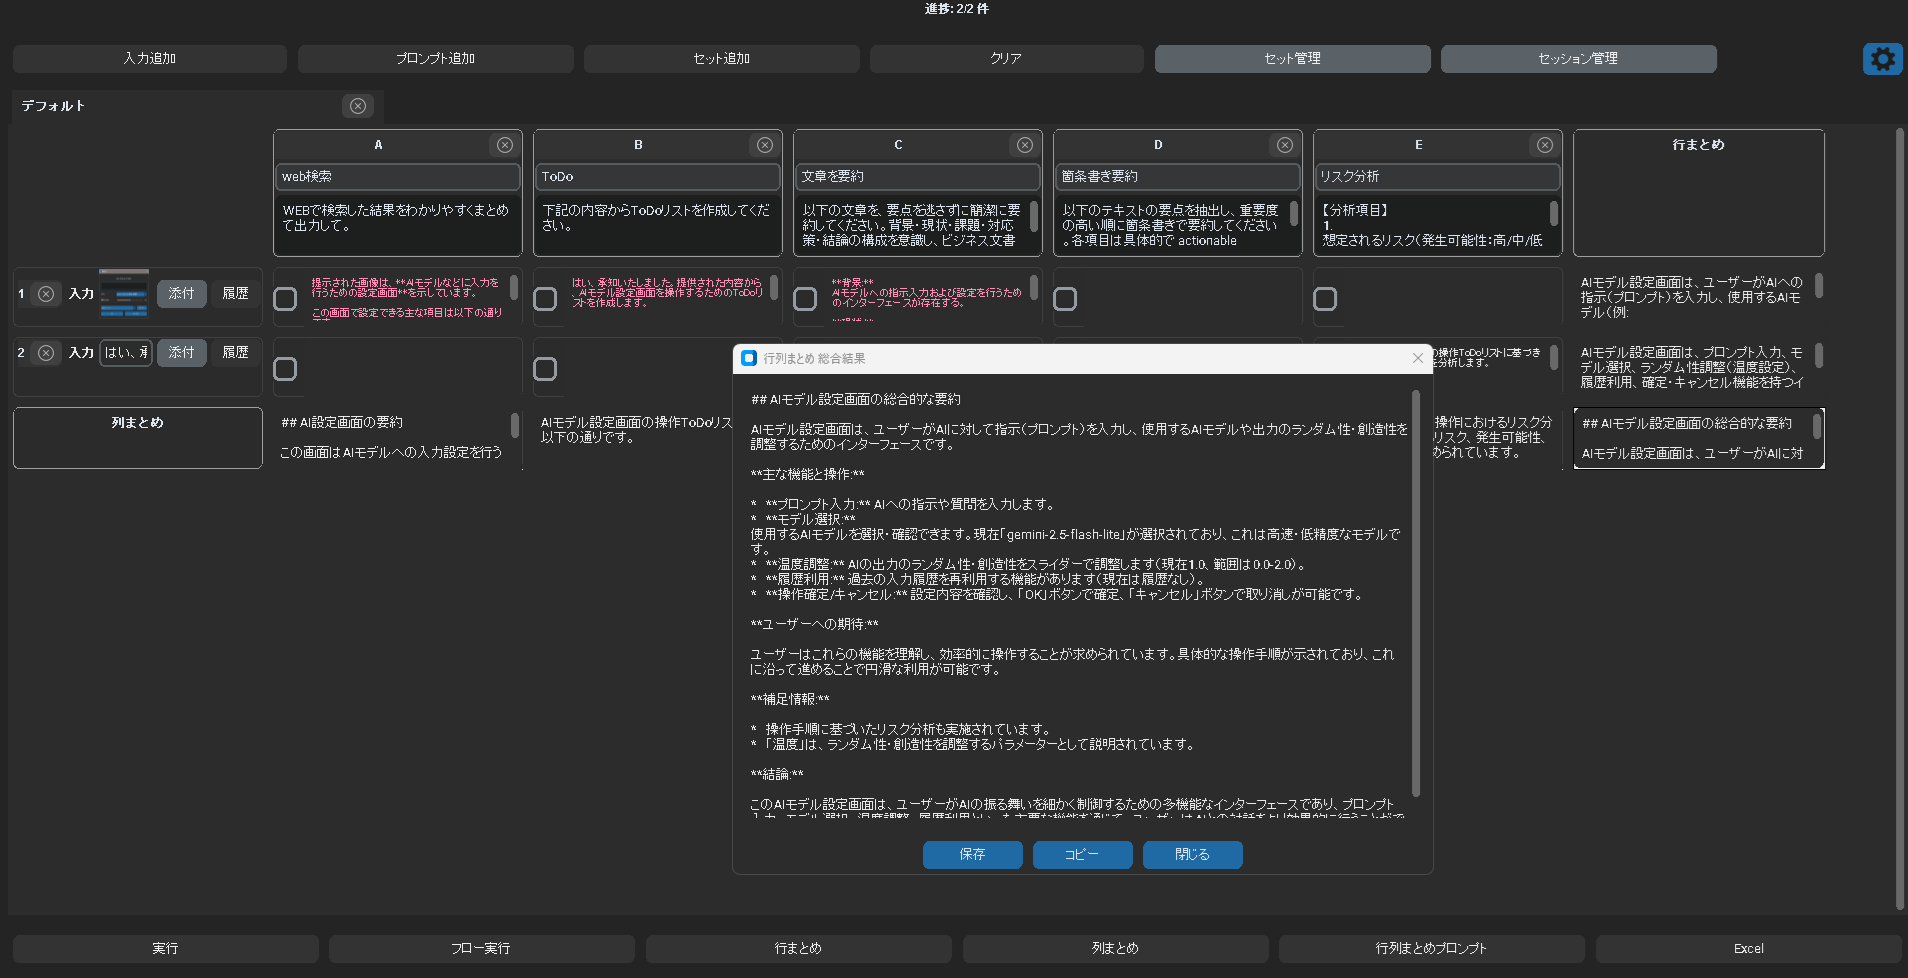 進捗: 2/2 件
入力追加
プロンプト追加
セット追加
クリア
セット管理
セッション管理
デフォルト
A
B
C
D
E
行まとめ
web検索
ToDo
文章を要約
箇条書き要約
リスク分析
WEBで検索した結果をわかりやすくまとめ
て出力して。
下記の内容からToDoリストを作成してくだ
さい。
以下の文章を、要点を逃さずに簡潔に要
約してください。背景・現状・課題・対応
策・結論の構成を意識し、ビジネス文書
以下のテキストの要点を抽出し、重要度
の高い順に箇条書きで要約してください
。各項目は具体的で actionable
【分析項目】
1.
想定されるリスク（発生可能性：高/中/低
1
入力
添付
履歴
提示された画像は、**AIモデルなどに入力を
行うための設定画面**を示しています。
この画面で設定できる主な項目は以下の通り
はい、承知いたしました。提供された内容から
、AIモデル設定画面を操作するためのToDoリ
ストを作成します。
**背景:**
AIモデルへの指示入力および設定を行うため
のインターフェースが存在する。
AIモデル設定画面は、ユーザーがAIへの
指示（プロンプト）を入力し、使用するAIモ
デル（例:
2
入力
はい、承
添付
履歴
の操作ToDoリストに基づき
を分析します。
AIモデル設定画面は、プロンプト入力、モ
デル選択、ランダム性調整（温度設定）、
履歴利用、確定・キャンセル機能を持つイ
列まとめ
## AI設定画面の要約
この画面はAIモデルへの入力設定を行う
AIモデル設定画面の操作ToDoリス
以下の通りです。
操作におけるリスク分
リスク、発生可能性、
められています。
## AIモデル設定画面の総合的な要約
AIモデル設定画面は、ユーザーがAIに対
行列まとめ 総合結果
## AIモデル設定画面の総合的な要約
AIモデル設定画面は、ユーザーがAIに対して指示（プロンプト）を入力し、使用するAIモデルや出力のランダム性・創造性を
調整するためのインターフェースです。
**主な機能と操作:**
* **プロンプト入力:** AIへの指示や質問を入力します。
* **モデル選択:**
使用するAIモデルを選択・確認できます。現在「gemini-2.5-flash-lite」が選択されており、これは高速・低精度なモデルで
す。
* **温度調整:** AIの出力のランダム性・創造性をスライダーで調整します（現在1.0、範囲は0.0-2.0）。
* **履歴利用:** 過去の入力履歴を再利用する機能があります（現在は履歴なし）。
* **操作確定/キャンセル:** 設定内容を確認し、「OK」ボタンで確定、「キャンセル」ボタンで取り消しが可能です。
**ユーザーへの期待:**
ユーザーはこれらの機能を理解し、効率的に操作することが求められています。具体的な操作手順が示されており、これ
に沿って進めることで円滑な利用が可能です。
**補足情報:**
* 操作手順に基づいたリスク分析も実施されています。
* 「温度」は、ランダム性・創造性を調整するパラメーターとして説明されています。
**結論:**
このAIモデル設定画面は、ユーザーがAIの振る舞いを細かく制御するための多機能なインターフェースであり、プロンプト
保存
コピー
閉じる
実行
フロー実行
行まとめ
列まとめ
行列まとめプロンプト
Excel